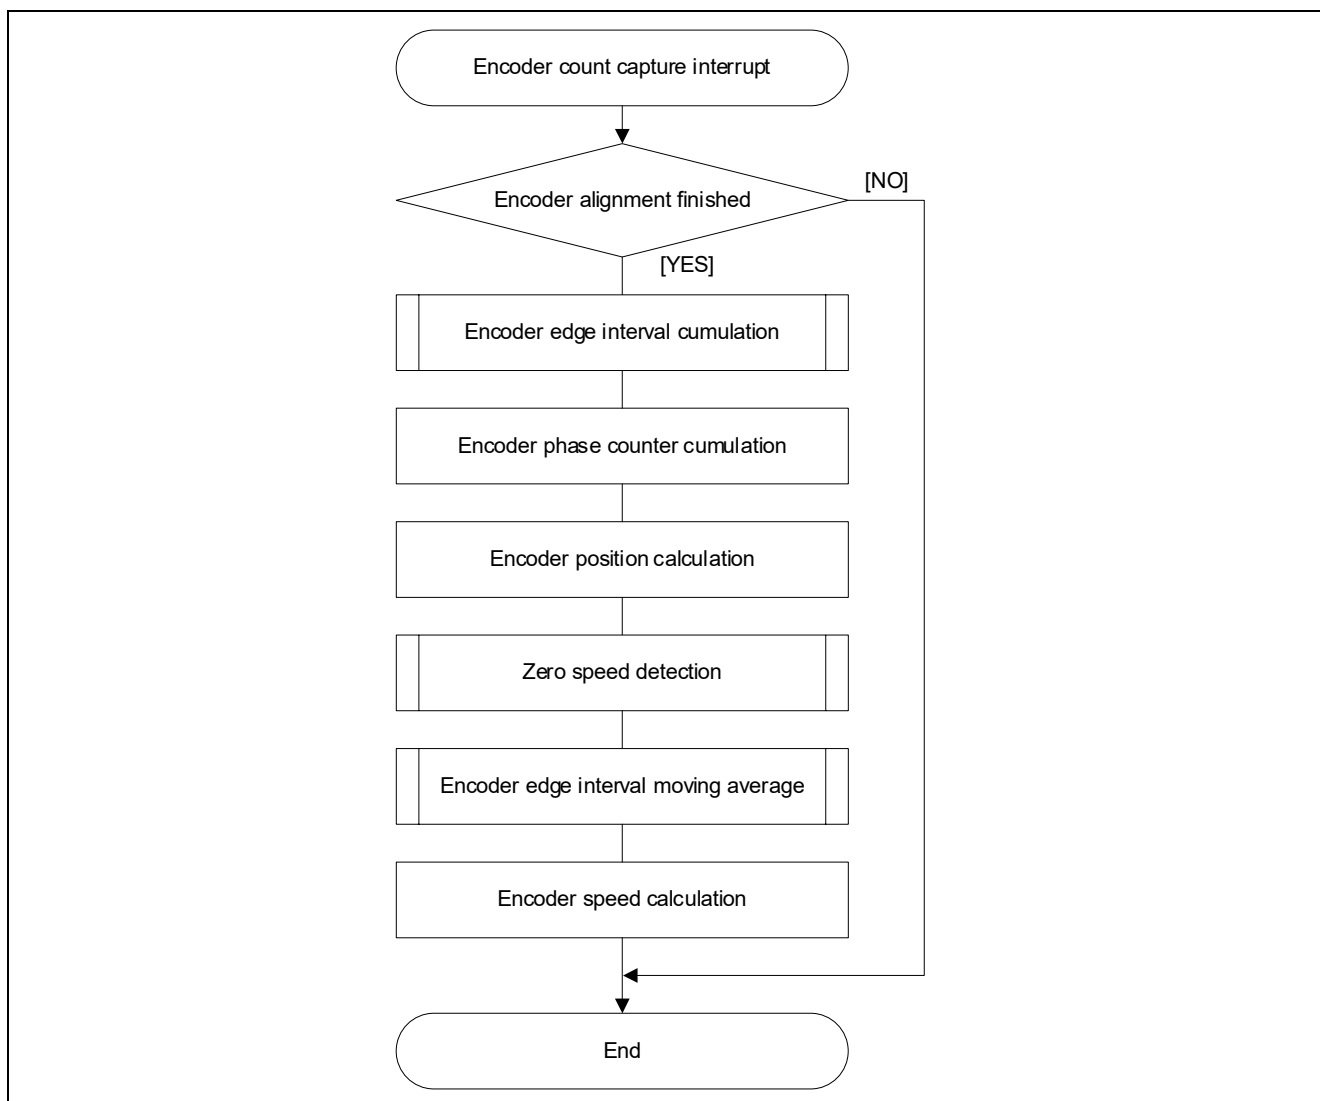 Encoder count capture interrupt
Encoder alignment finished
[NO]
[YES]
Encoder edge interval cumulation
Encoder phase counter cumulation
Encoder position calculation
Zero speed detection
Encoder edge interval moving average
Encoder speed calculation
End